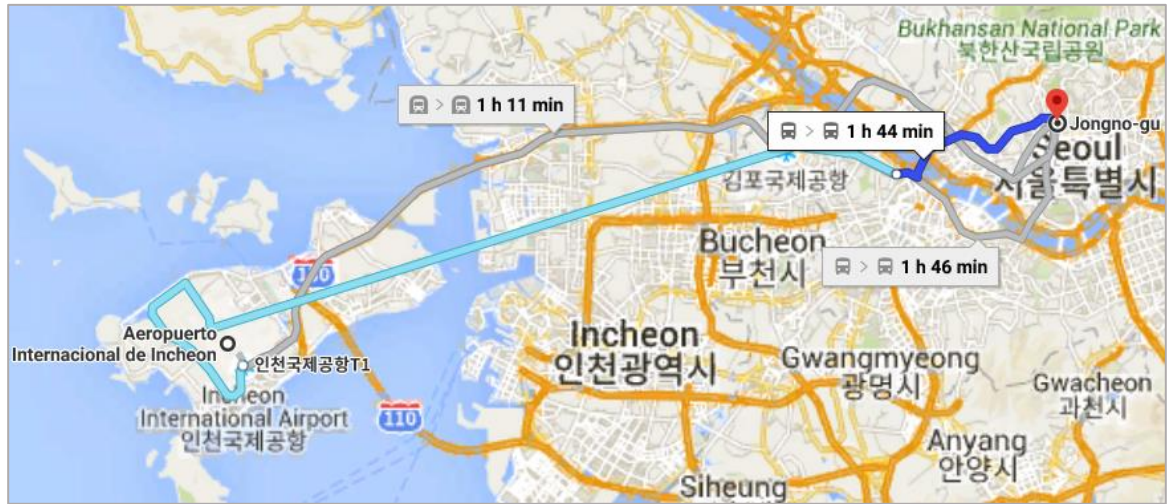 Bukhansan National Park
북한산국립공원
1 h 11 min
> 1 h 44 min
Jongno-gu
Seoul
서울특별시
김포국제공항
Bucheon
부천시
> 1 h 46 min
Aeropuerto
Internacional de Incheon
인천국제공항T1
Incheon
International Airport
인천국제공항
110
Incheon
인천광역시
Gwangmyeong
광명시
Gwacheon
과천시
Anyang
안양시
Siheung